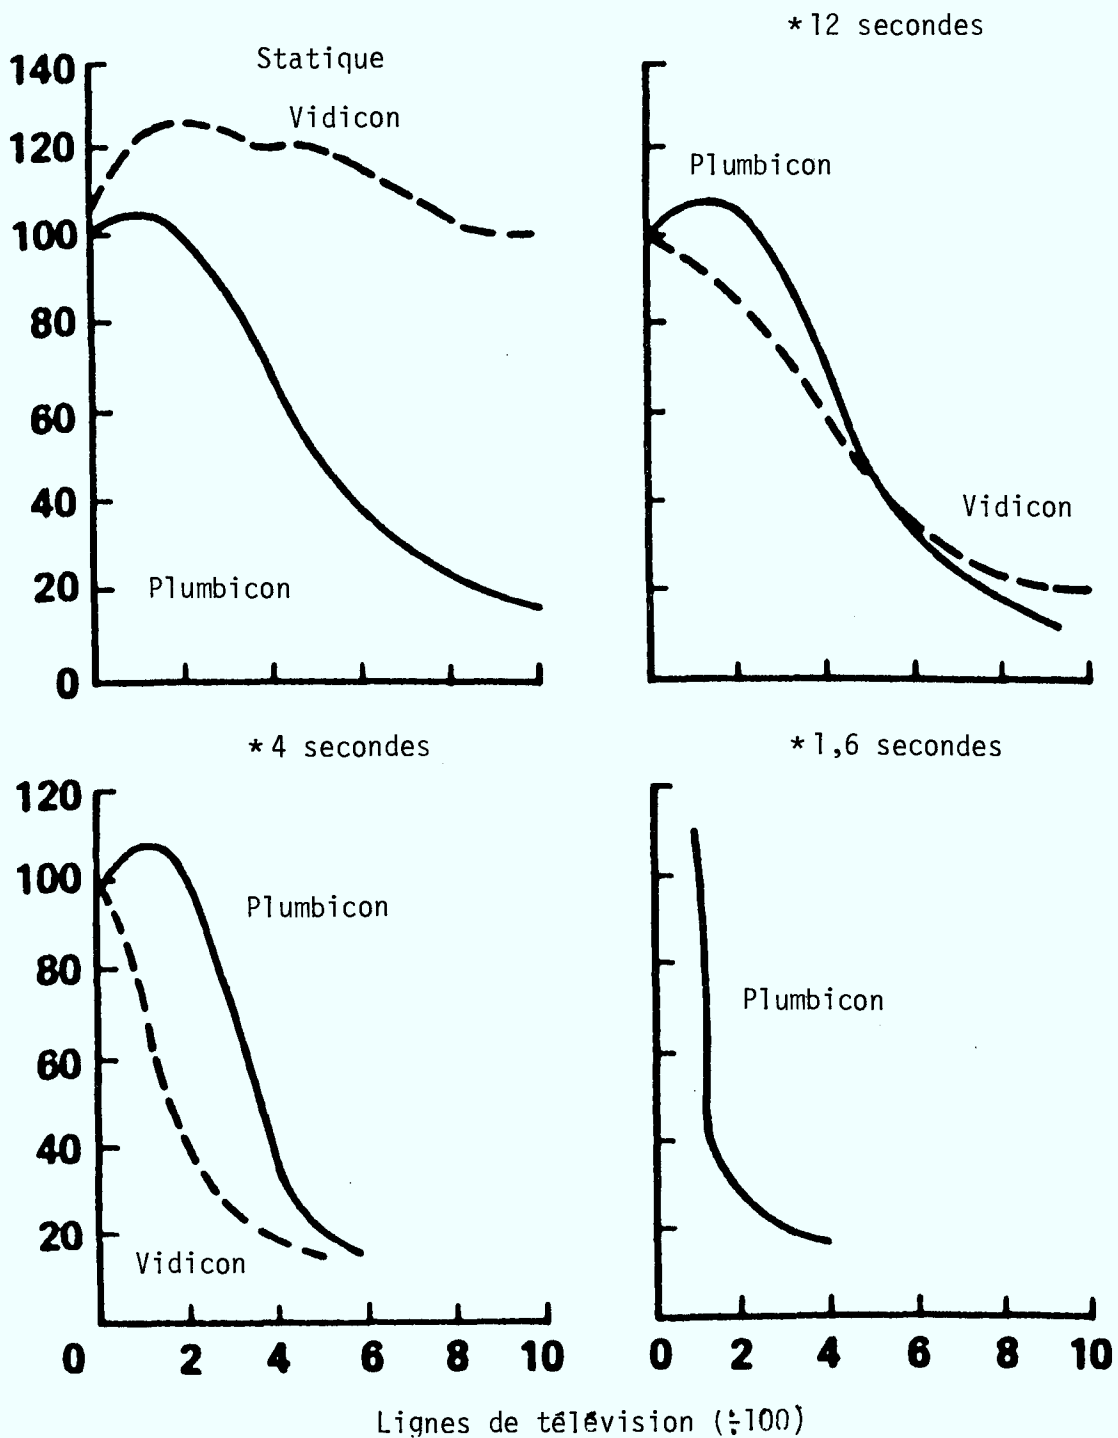 Statique
Vidicon
140
120
100
80
60
40
20
0
Plumbicon
*12 secondes
Plumbicon
Vidicon
*4 secondes
120
100
80
60
40
20
Plumbicon
Vidicon
0 2 4 6 8 10
*1,6 secondes
Plumbicon
0 2 4 6 8 10
Lignes de télévision (÷100)